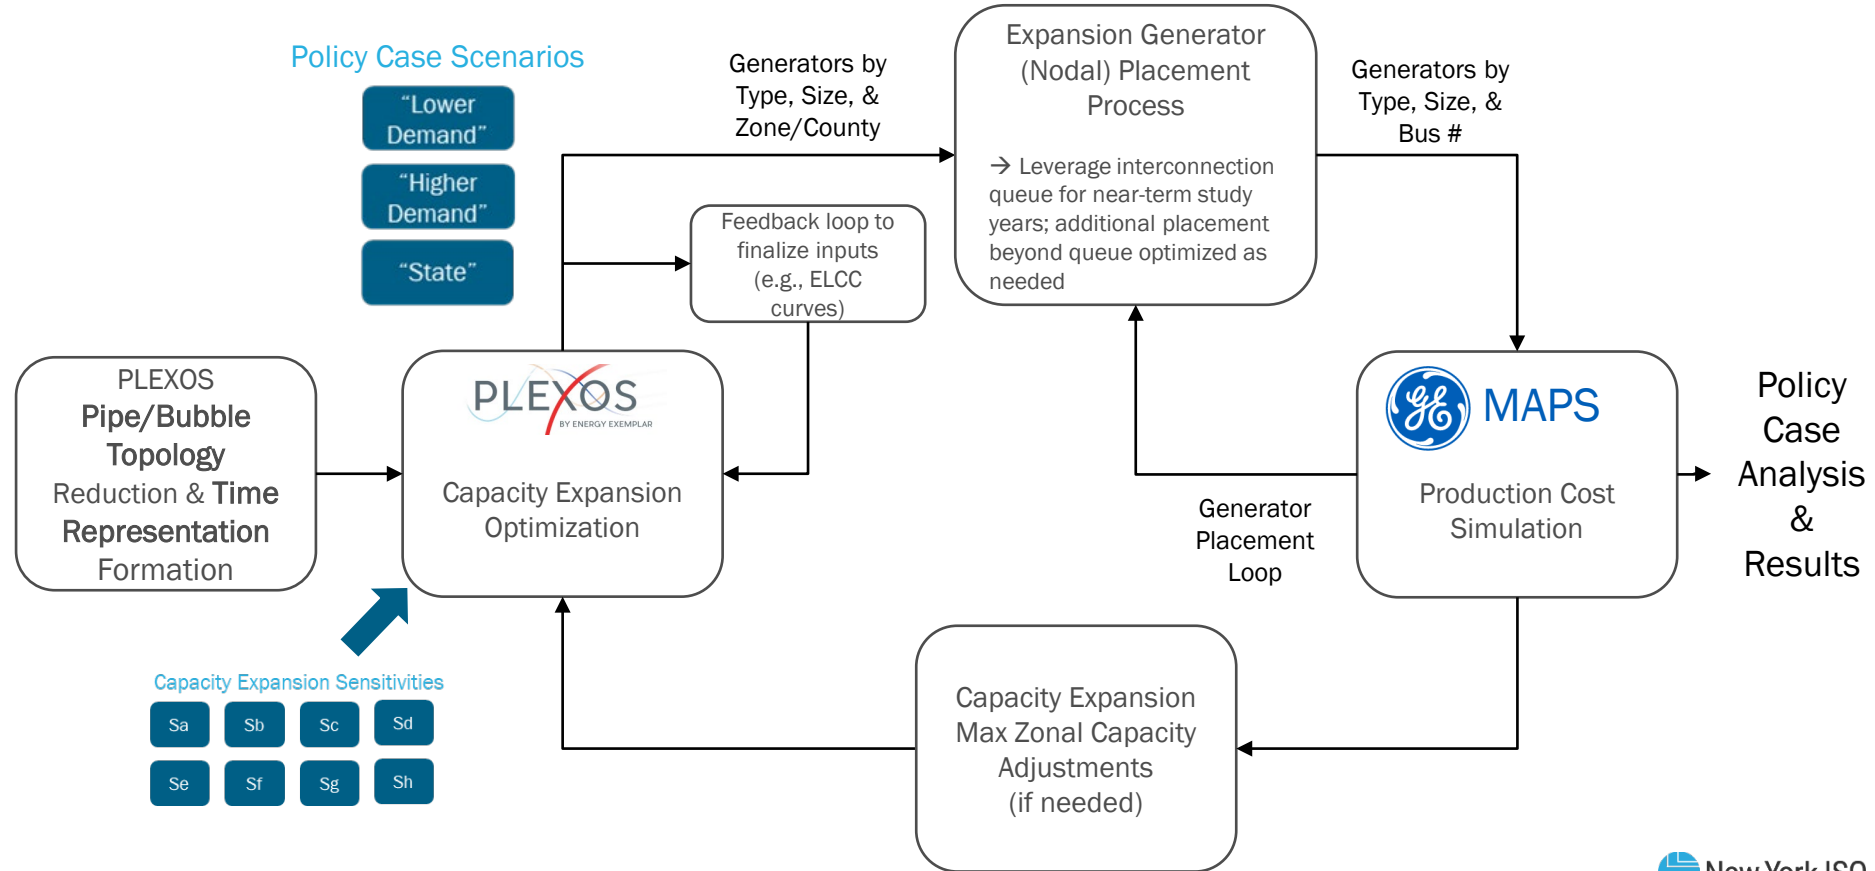 Policy Case Scenarios
“Lower
Demand”
“Higher
Demand”
“State”
Generators by
Type, Size, &
Zone/County
Expansion Generator
(Nodal) Placement
Process
→ Leverage interconnection
queue for near-term study
years; additional placement
beyond queue optimized as
needed
Generators by
Type, Size, &
Bus #
Feedback loop to
finalize inputs
(e.g., ELCC
curves)
PLEXOS
Pipe/Bubble
Topology
Reduction & Time
Representation
Formation
PLEXOS
BY ENERGY EXEMPLAR
Capacity Expansion
Optimization
GE MAPS
Production Cost
Simulation
Policy
Case
Analysis
&
Results
Generator
Placement
Loop
Capacity Expansion Sensitivities
Sa Sb Sc Sd
Se Sf Sg Sh
Capacity Expansion
Max Zonal Capacity
Adjustments
(if needed)
New York ISO